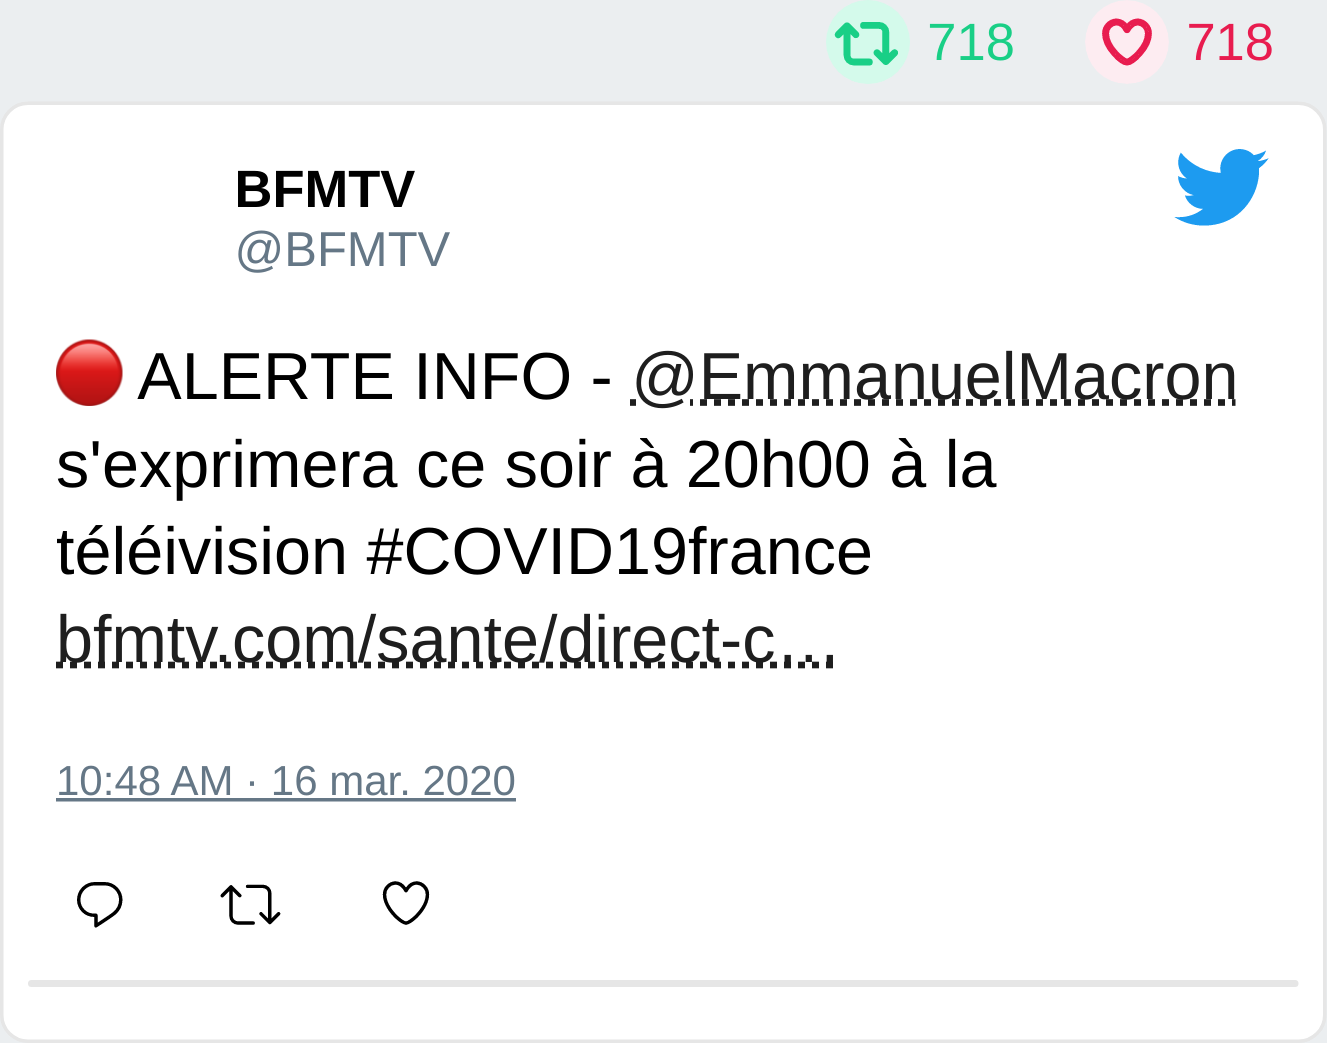 718 718
BFMTV
@BFMTV
🔴 ALERTE INFO - @EmmanuelMacron
s'exprimera ce soir à 20h00 à la
téléivision #COVID19france
bfmtv.com/sante/direct-c...
10:48 AM · 16 mar. 2020